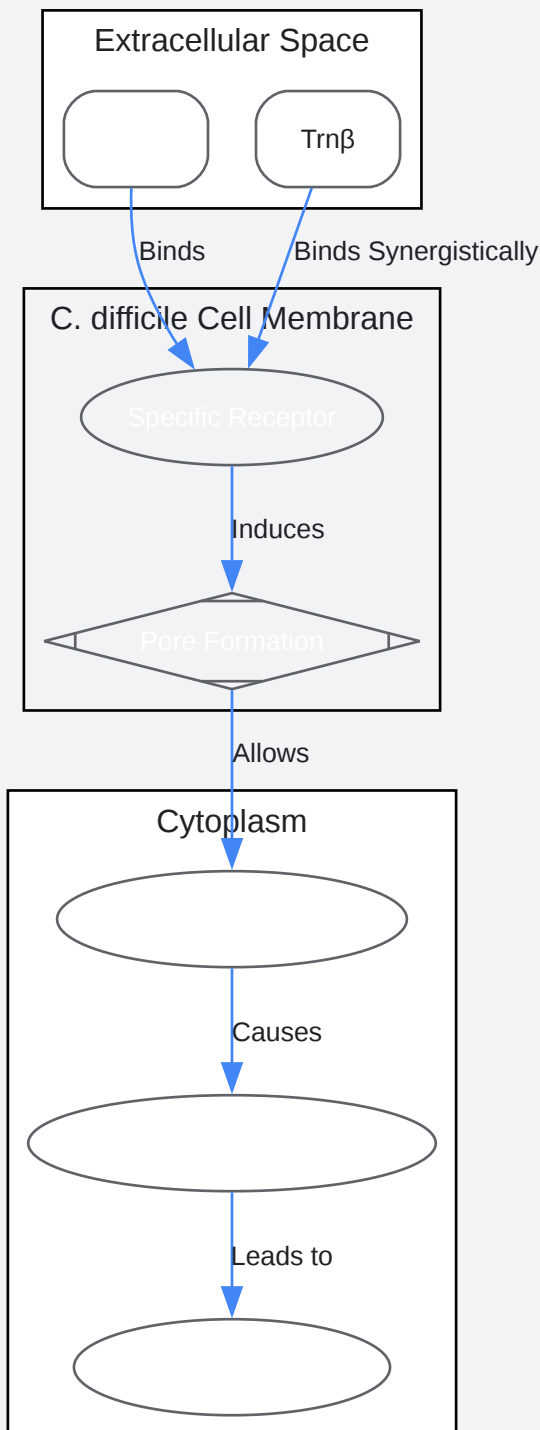 Extracellular Space
Trnβ
Binds
Binds Synergistically
C. difficile Cell Membrane
Specific Receptor
Induces
Pore Formation
Allows
Cytoplasm
Causes
Leads to